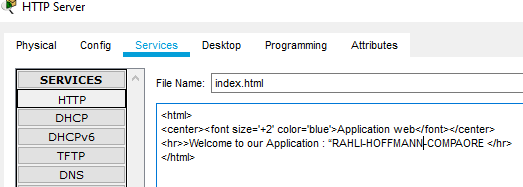 HTTP Server
Physical Config Services Desktop Programming Attributes
SERVICES
HTTP
DHCP
DHCPv6
TFTP
DNS
File Name: index.html
<html>
<center><font size='+2' color='blue'>Application web</font></center>
<hr>>Welcome to our Application : “RAHLI-HOFFMANN-COMPAORE </hr>
</html>